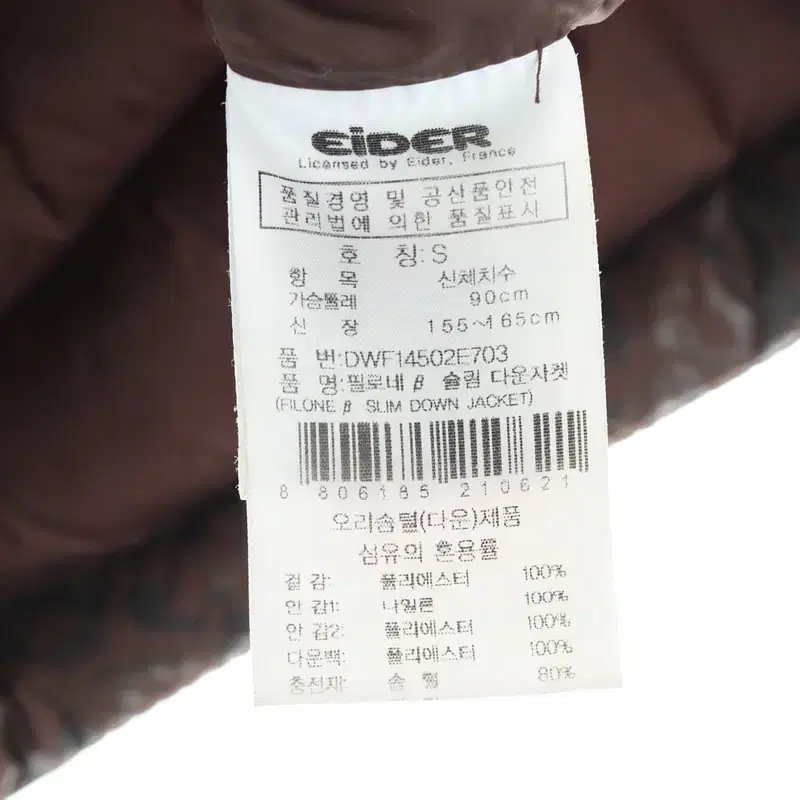 EiDER
Licensed by Eider, France
품질경영 및 공산품안전
관리법에 의한 품질표시
호 칭: S
항 목 신체치수
가슴둘레 90cm
신 장 155~165cm
품 번:DWF14502E703
품 명:필로네 β 슬림 다운자켓
(FILONE β SLIM DOWN JACKET)
8 806185 210621
오리솜털(다운)제품
섬유의 혼용률
겉 감: 폴리에스터 100%
안 감1: 나일론 100%
안 감2: 폴리에스터 100%
다운백: 폴리에스터 100%
충전재: 솜 털 80%